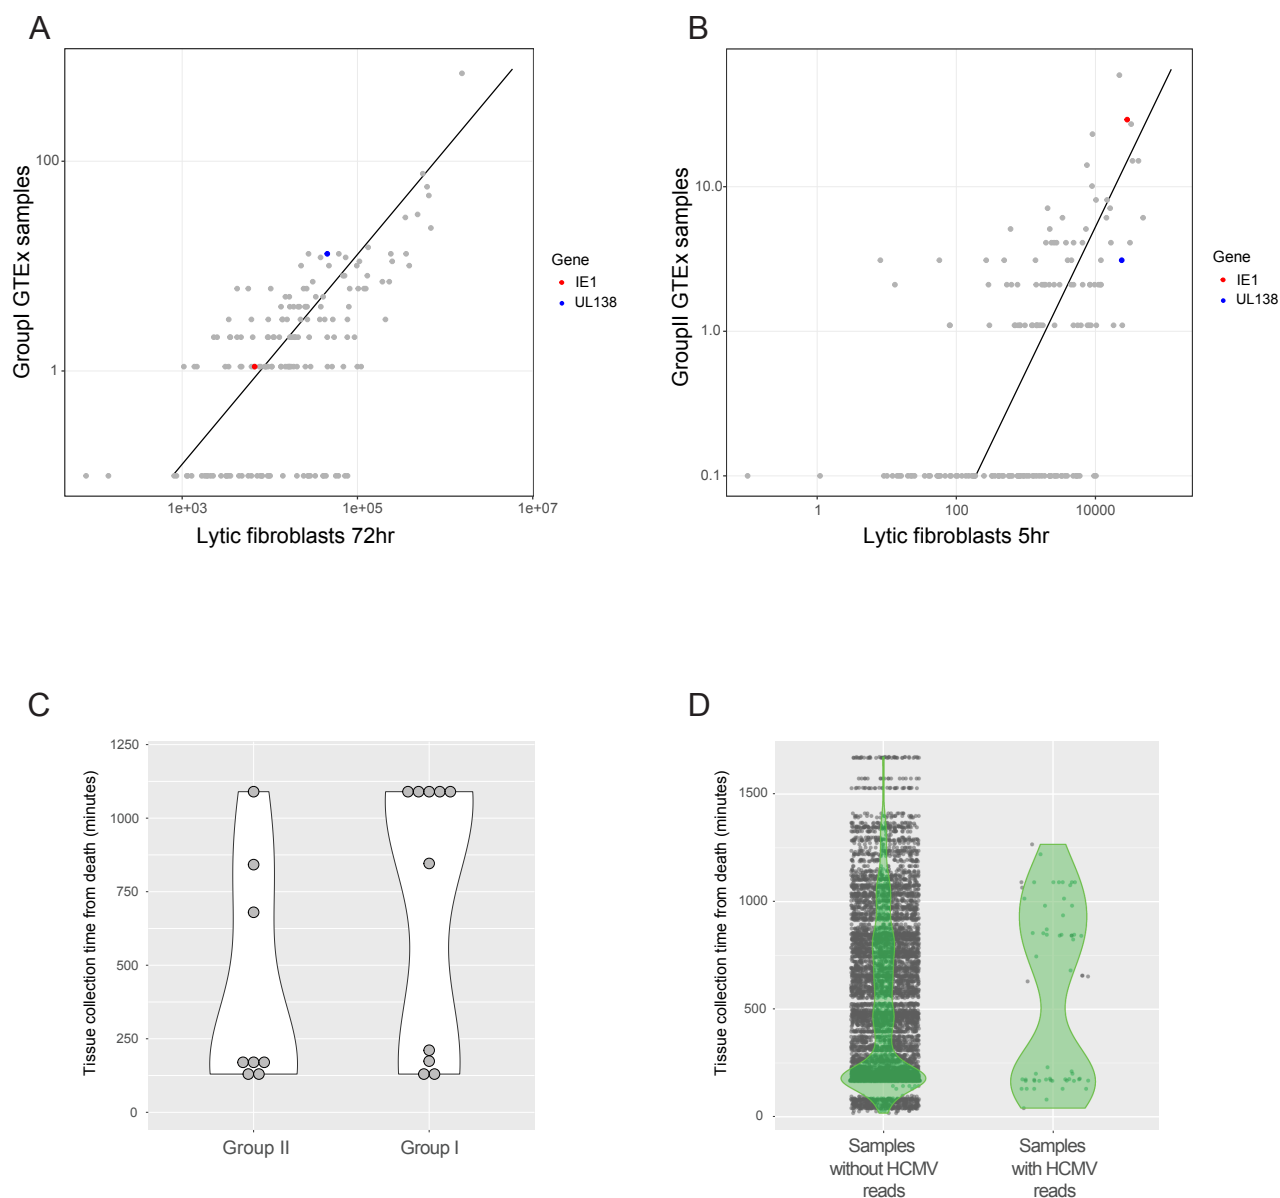 A
GroupI GTEx samples
100
1
1e+03
1e+05
1e+07
Lytic fibroblasts 72hr
Gene
IE1
UL138
B
GroupII GTEx samples
10.0
1.0
0.1
1
100
10000
Lytic fibroblasts 5hr
Gene
IE1
UL138
C
Tissue collection time from death (minutes)
1250
1000
750
500
250
0
Group II
Group I
D
Tissue collection time from death (minutes)
1500
1000
500
0
Samples
without HCMV
reads
Samples
with HCMV
reads